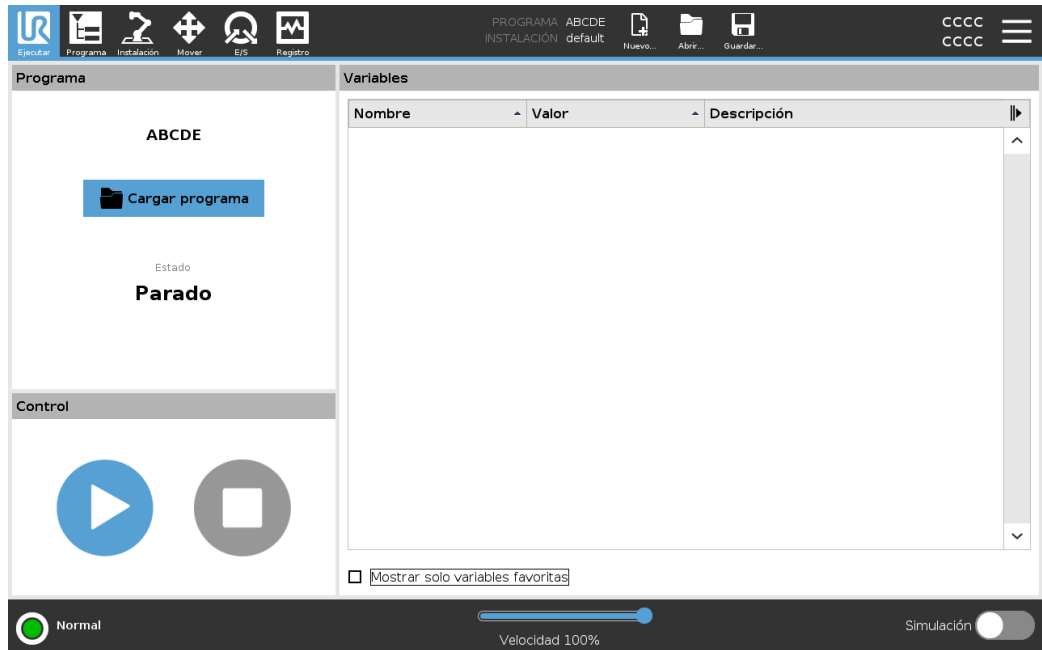 PROGRAMA ABCDE
INSTALACIÓN default
CCCC
CCCC
Ejecutar Programa Instalación Mover E/S Registro Nuevo... Abrir... Guardar...
Programa
ABCDE
Cargar programa
Estado
Parado
Control
Variables
Nombre Valor Descripción
Mostrar solo variables favoritas
Normal
Velocidad 100%
Simulación